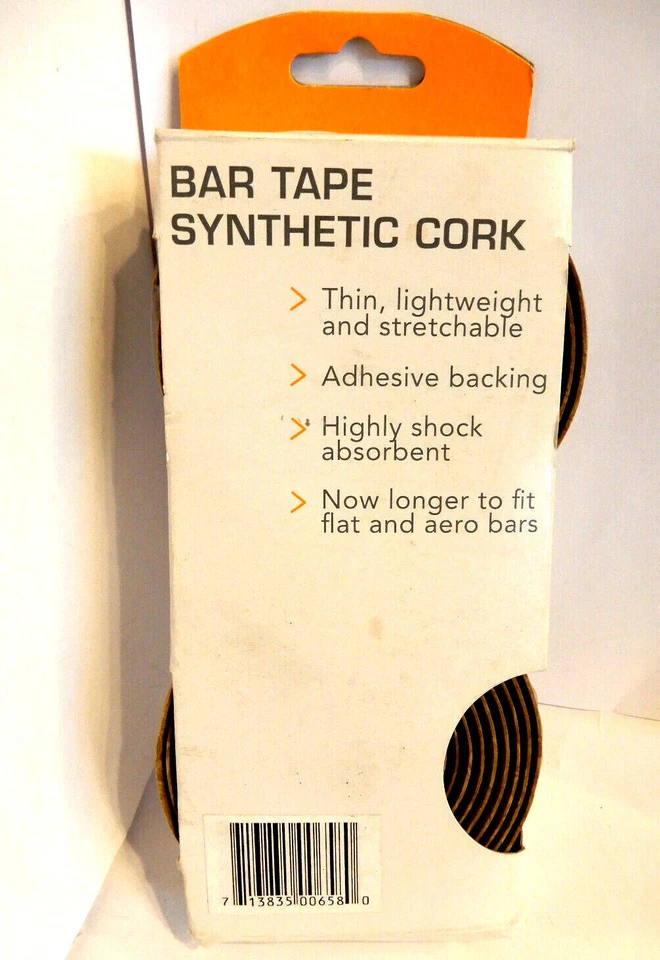 BAR TAPE
SYNTHETIC CORK
Thin, lightweight
and stretchable
Adhesive backing
Highly shock
absorbent
Now longer to fit
flat and aero bars
7 13835 00658 0